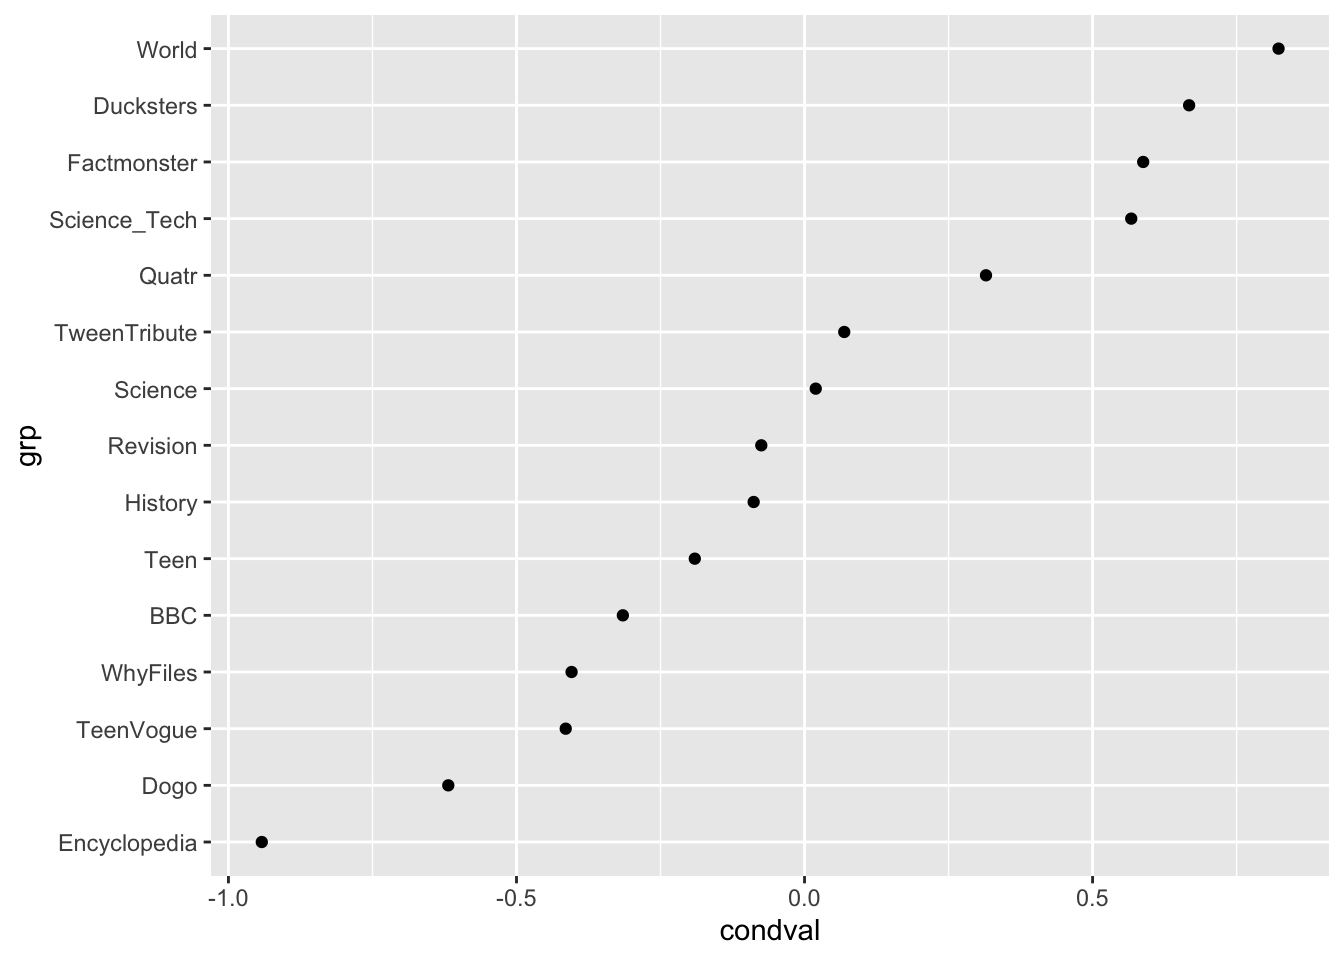 World
Ducksters
Factmonster
Science_Tech
Quatr
TweenTribute
Science
Revision
History
Teen
BBC
WhyFiles
TeenVogue
Dogo
Encyclopedia
grp
-1.0 -0.5 0.0 0.5
condval